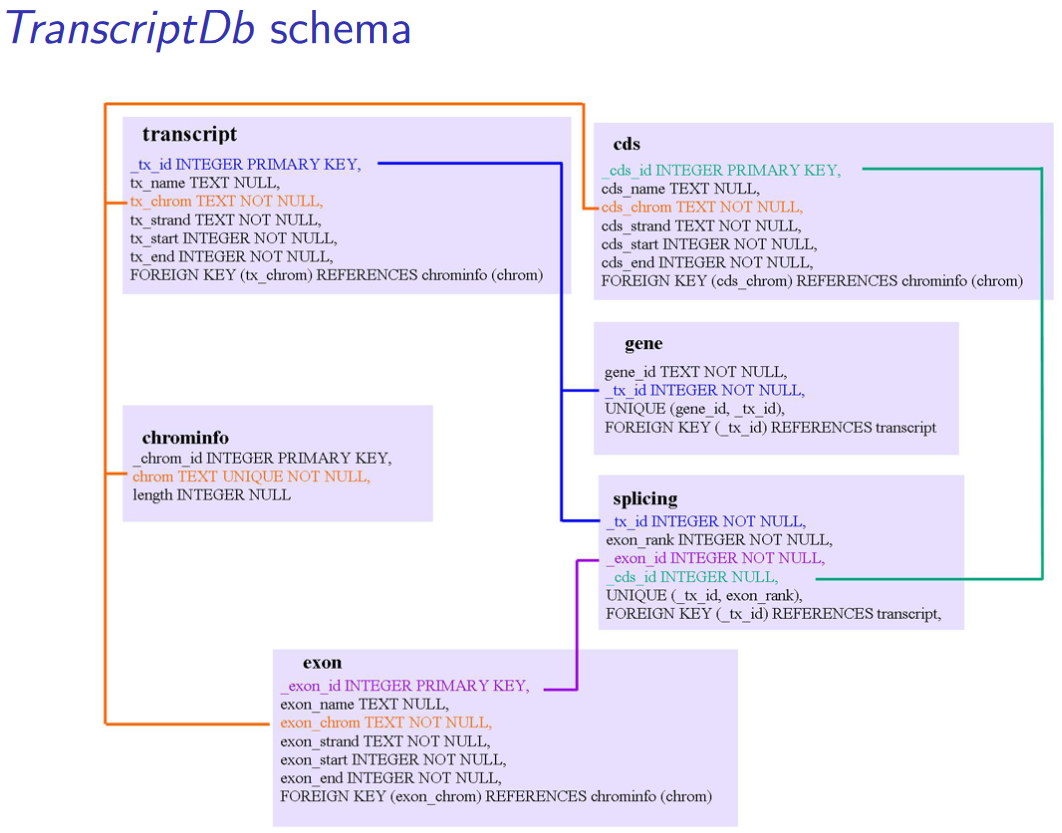 TranscriptDb schema
transcript
_tx_id INTEGER PRIMARY KEY,
tx_name TEXT NULL,
tx_chrom TEXT NOT NULL,
tx_strand TEXT NOT NULL,
tx_start INTEGER NOT NULL,
tx_end INTEGER NOT NULL,
FOREIGN KEY (tx_chrom) REFERENCES chrominfo (chrom)
cds
_cds_id INTEGER PRIMARY KEY,
cds_name TEXT NULL,
cds_chrom TEXT NOT NULL,
cds_strand TEXT NOT NULL,
cds_start INTEGER NOT NULL,
cds_end INTEGER NOT NULL,
FOREIGN KEY (cds_chrom) REFERENCES chrominfo (chrom)
gene
gene_id TEXT NOT NULL,
_tx_id INTEGER NOT NULL,
UNIQUE (gene_id, _tx_id),
FOREIGN KEY (_tx_id) REFERENCES transcript
chrominfo
_chrom_id INTEGER PRIMARY KEY,
chrom TEXT UNIQUE NOT NULL,
length INTEGER NULL
splicing
_tx_id INTEGER NOT NULL,
exon_rank INTEGER NOT NULL,
_exon_id INTEGER NOT NULL,
_cds_id INTEGER NULL,
UNIQUE (_tx_id, exon_rank),
FOREIGN KEY (_tx_id) REFERENCES transcript,
exon
_exon_id INTEGER PRIMARY KEY,
exon_name TEXT NULL,
exon_chrom TEXT NOT NULL,
exon_strand TEXT NOT NULL,
exon_start INTEGER NOT NULL,
exon_end INTEGER NOT NULL,
FOREIGN KEY (exon_chrom) REFERENCES chrominfo (chrom)